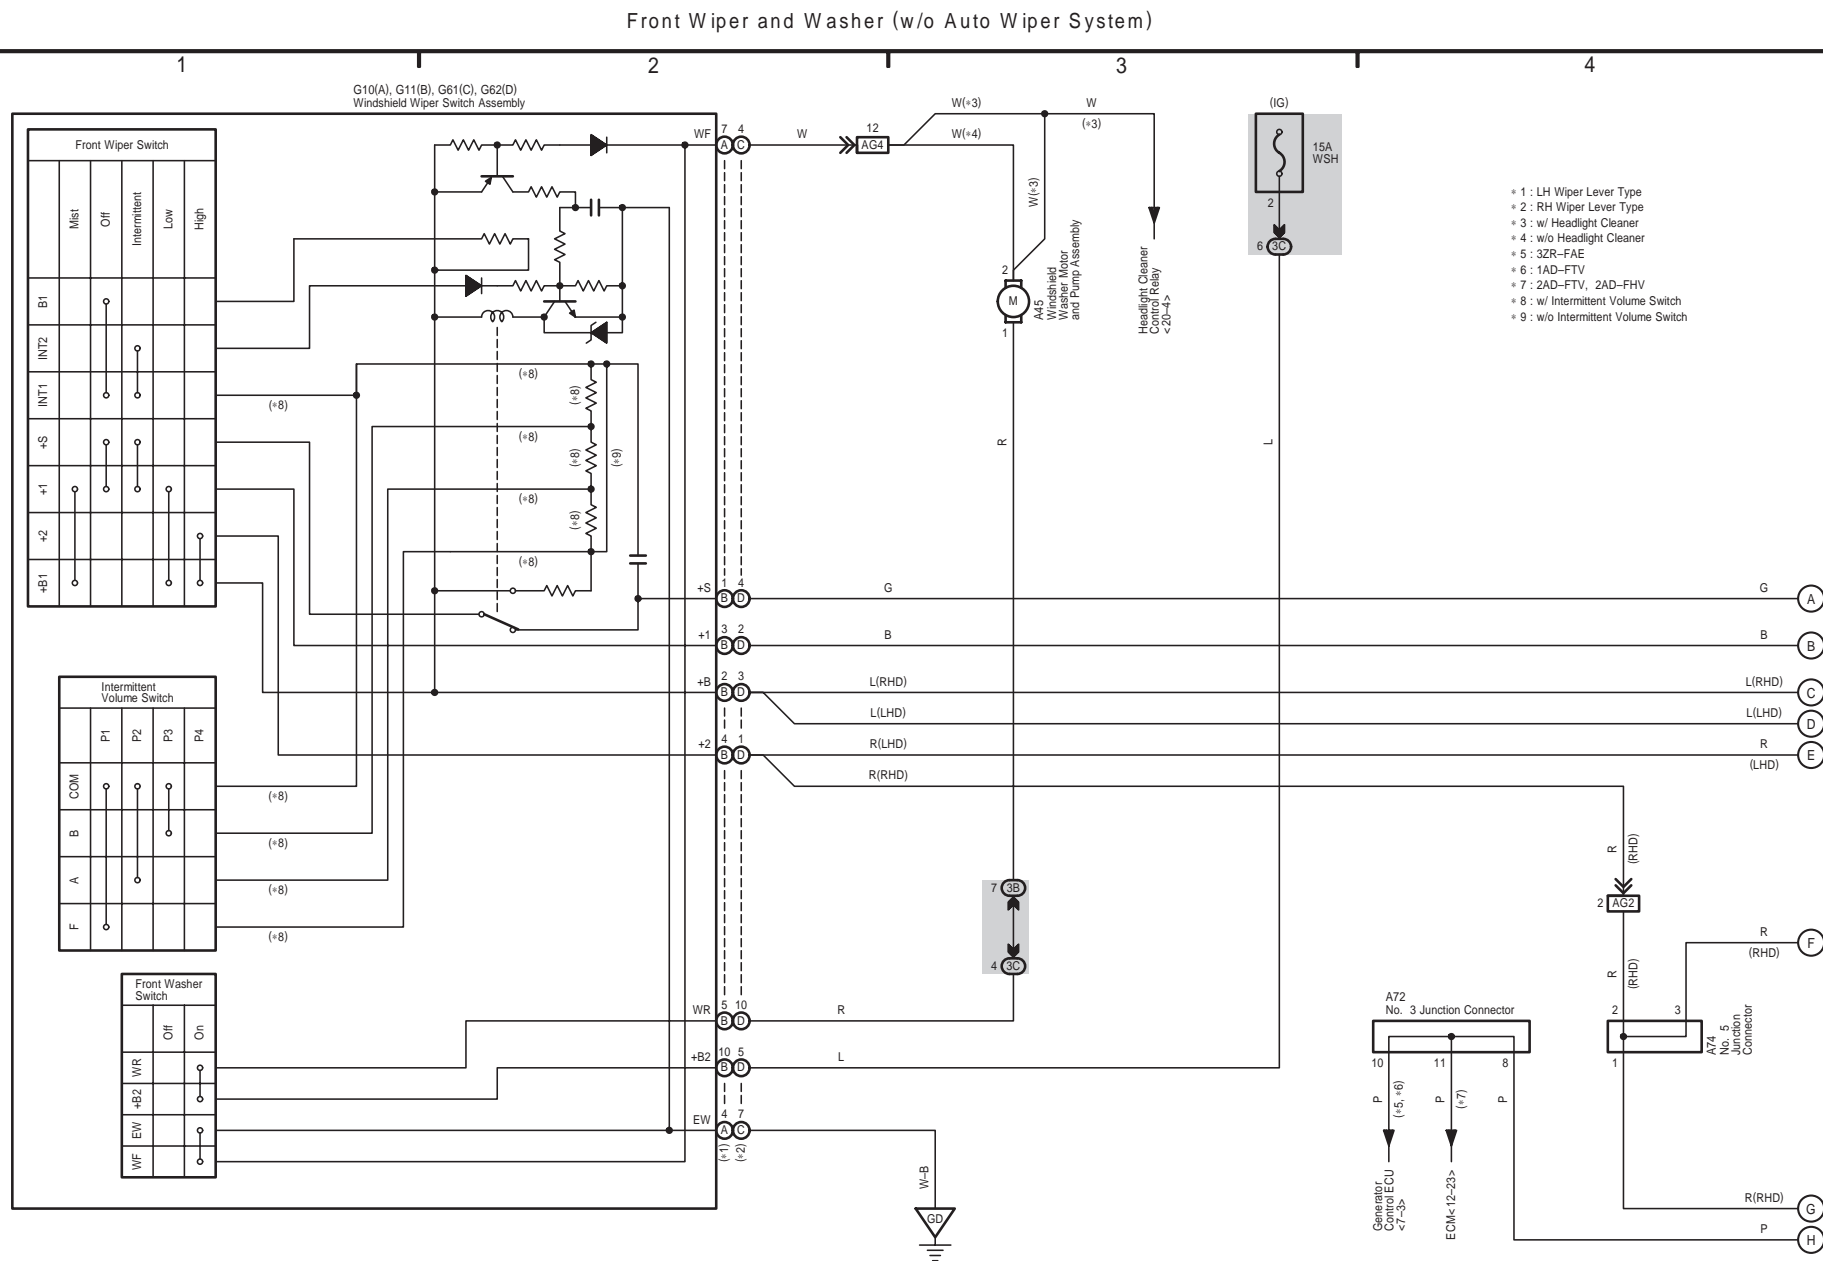 Front Wiper and Washer (w/o Auto Wiper System)
1
2
3
4
G10(A), G11(B), G61(C), G62(D)
Windshield Wiper Switch Assembly
Front Wiper Switch
Mist
Off
Intermittent
Low
High
B1
INT2
INT1
+S
+1
+2
+B1
(∗8)
(∗8)
(∗8)
(∗8)
(∗8)
(∗8)
(∗8)
(∗8)
(∗9)
Intermittent
Volume Switch
P1
P2
P3
P4
COM
B
A
F
(∗8)
(∗8)
(∗8)
(∗8)
Front Washer
Switch
Off
On
WR
+B2
EW
WF
WF
7 4
A C
W
12
AG4
W(∗3)
W(∗4)
W
(∗3)
W(∗3)
2
M
1
A45
Windshield
Washer Motor
and Pump Assembly
Headlight Cleaner
Control Relay
<20–4>
(IG)
15A
WSH
2
6 3C
∗ 1 : LH Wiper Lever Type
∗ 2 : RH Wiper Lever Type
∗ 3 : w/ Headlight Cleaner
∗ 4 : w/o Headlight Cleaner
∗ 5 : 3ZR–FAE
∗ 6 : 1AD–FTV
∗ 7 : 2AD–FTV, 2AD–FHV
∗ 8 : w/ Intermittent Volume Switch
∗ 9 : w/o Intermittent Volume Switch
R
L
+S
1 4
B D
G
G
A
+1
3 2
B D
B
B
B
+B
2 3
B D
L(RHD)
L(RHD)
C
L(LHD)
L(LHD)
D
+2
4 1
B D
R(LHD)
R
(LHD)
E
R(RHD)
R
(RHD)
2 AG2
R
(RHD)
R
(RHD)
F
7 3B
4 3C
WR
5 10
B D
R
+B2
10 5
B D
L
EW
4 7
A C
(∗1)
(∗2)
W–B
GD
A72
No. 3 Junction Connector
10
11
8
P
(∗5, ∗6)
P
(∗7)
P
Generator
Control ECU
<7–3>
ECM<12–23>
2
3
1
A74
No. 5
Junction
Connector
R(RHD)
G
P
H